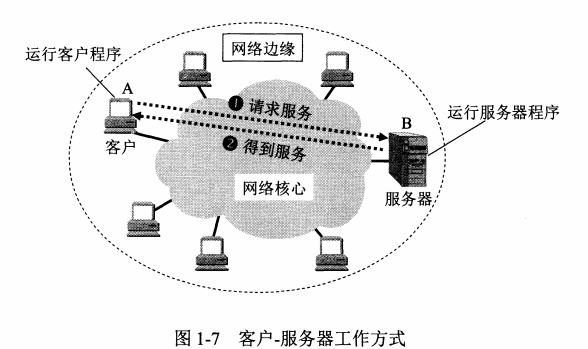 网络边缘
运行客户程序
A
❶ 请求服务
B
运行服务器程序
客户
❷ 得到服务
网络核心
服务器
图 1-7 客户-服务器工作方式